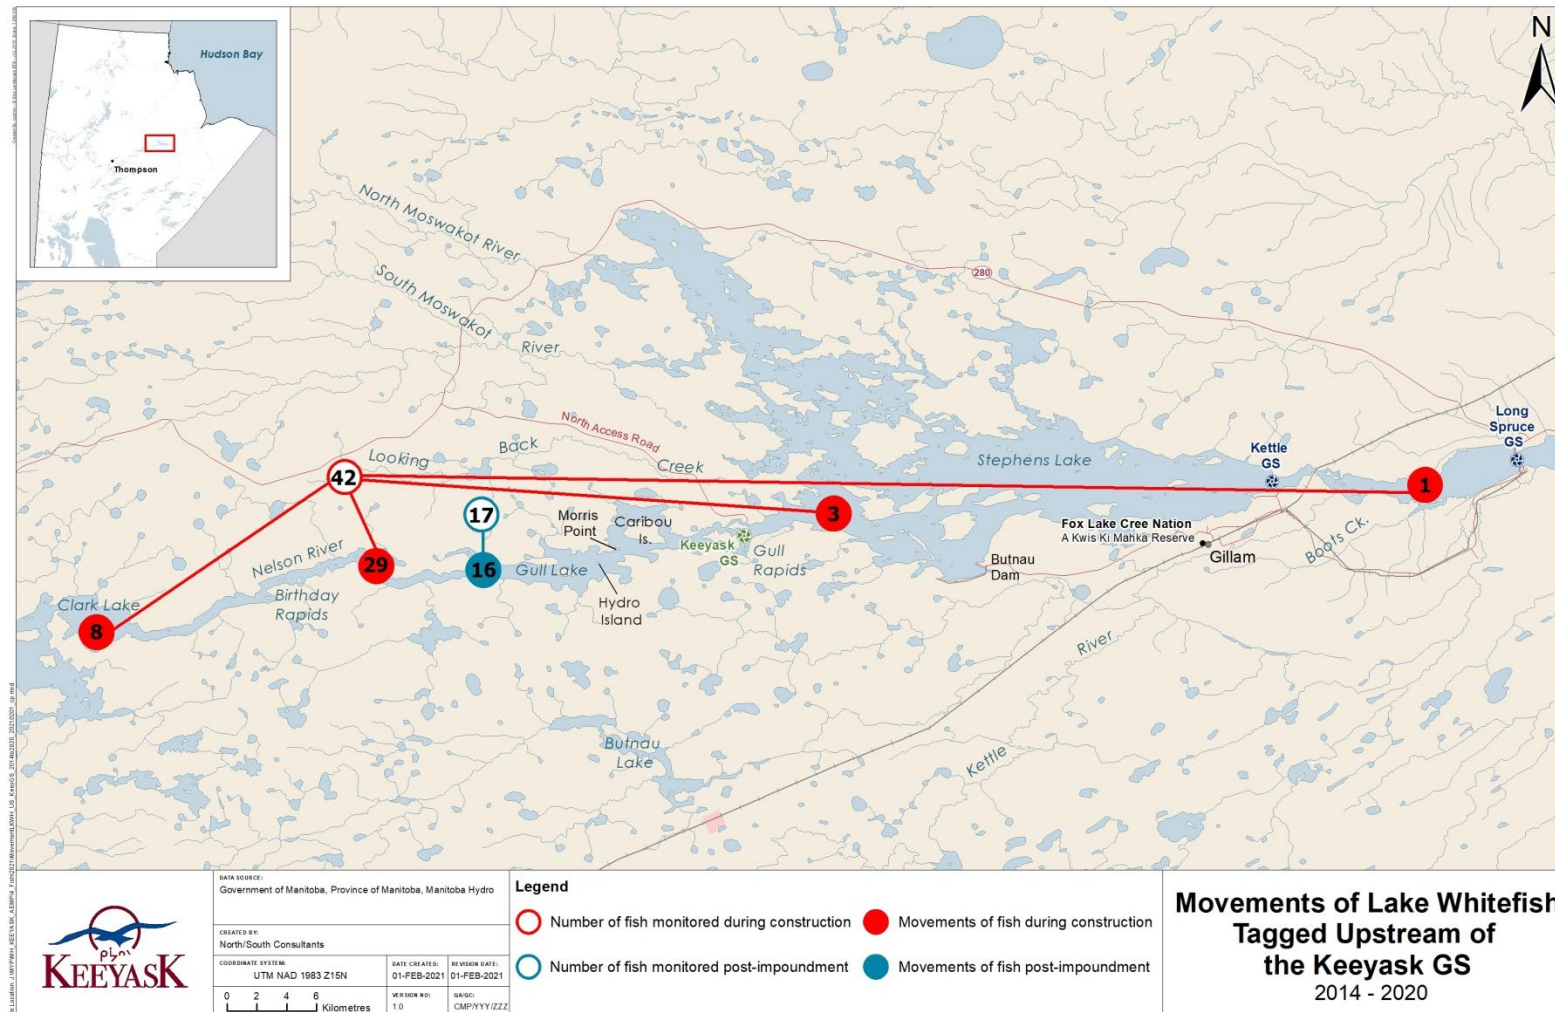 Hudson Bay
Thompson
N
North Moswakot River
South Moswakot
River
280
North Access Road
Looking
Back
Creek
Stephens Lake
Kettle
GS
Long
Spruce
GS
42
1
3
17
Morris
Point
Caribou
Is.
Keeyask
GS
Gull
Rapids
Fox Lake Cree Nation
A Kwis Ki Mahka Reserve
Gillam
Boots Ck.
Butnau
Dam
Nelson River
29
16
Gull Lake
Birthday
Rapids
Hydro
Island
Clark Lake
8
River
Kettle
Butnau
Lake
KEEYASK
DATA SOURCE:
Government of Manitoba, Province of Manitoba, Manitoba Hydro
CREATED BY:
North/South Consultants
COORDINATE SYSTEM:
UTM NAD 1983 Z15N
DATE CREATED:
01-FEB-2021
REVISION DATE:
01-FEB-2021
0 2 4 6
Kilometres
VERSION NO:
1.0
QA/QC:
CMP/YYY/ZZZ
Legend
Number of fish monitored during construction
Movements of fish during construction
Number of fish monitored post-impoundment
Movements of fish post-impoundment
Movements of Lake Whitefish
Tagged Upstream of
the Keeyask GS
2014 - 2020